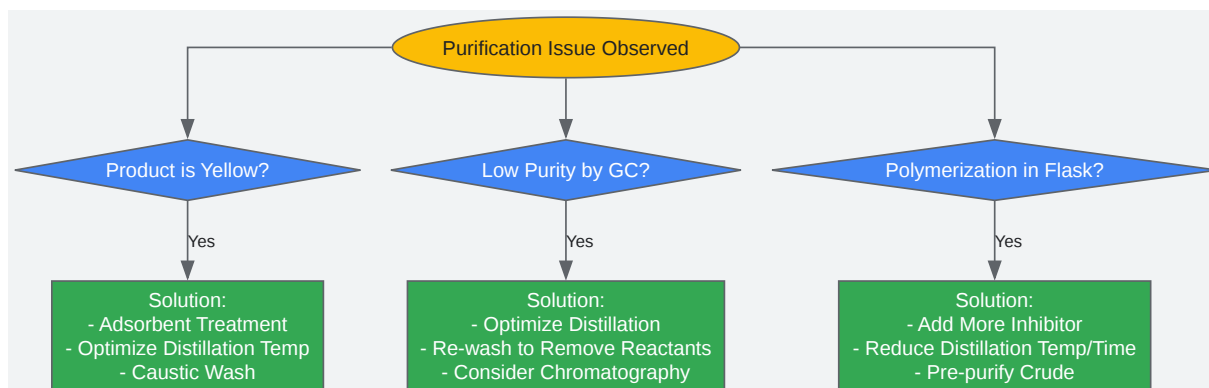 Purification Issue Observed
Product is Yellow?
Low Purity by GC?
Polymerization in Flask?
Yes
Yes
Yes
Solution:
- Adsorbent Treatment
- Optimize Distillation Temp
- Caustic Wash
Solution:
- Optimize Distillation
- Re-wash to Remove Reactants
- Consider Chromatography
Solution:
- Add More Inhibitor
- Reduce Distillation Temp/Time
- Pre-purify Crude